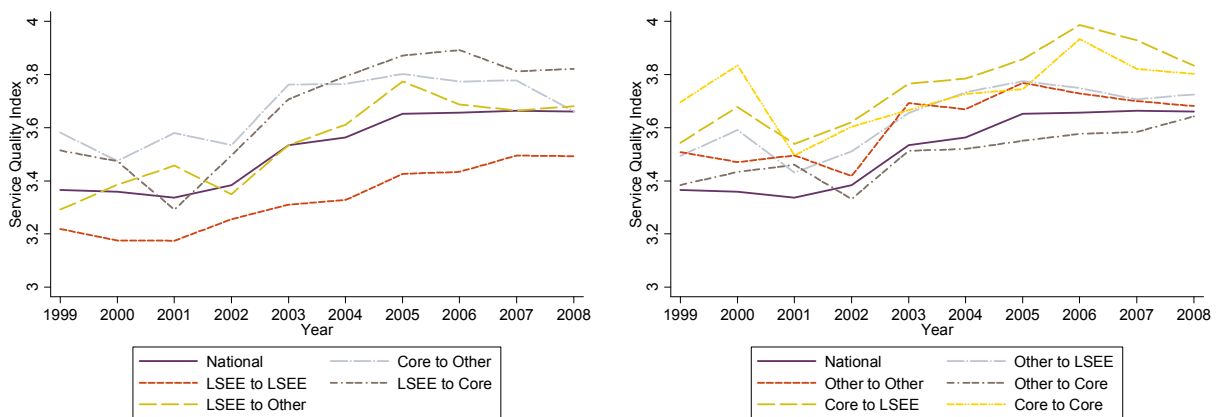 Service Quality Index
4
3.8
3.6
3.4
3.2
3
1999 2000 2001 2002 2003 2004 2005 2006 2007 2008
Year
National Core to Other
LSEE to LSEE LSEE to Core
LSEE to Other
Service Quality Index
4
3.8
3.6
3.4
3.2
3
1999 2000 2001 2002 2003 2004 2005 2006 2007 2008
Year
National Other to LSEE
Other to Other Other to Core
Core to LSEE Core to Core